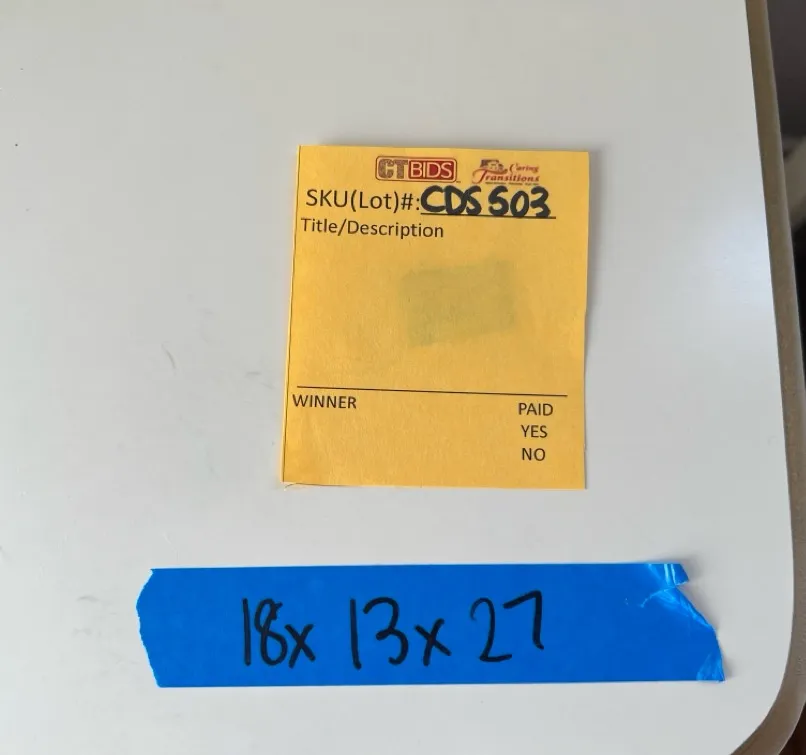 CTBIDS Caring Transitions
SKU(Lot)#: CDS 503
Title/Description
WINNER PAID
YES
NO
18x 13x 27